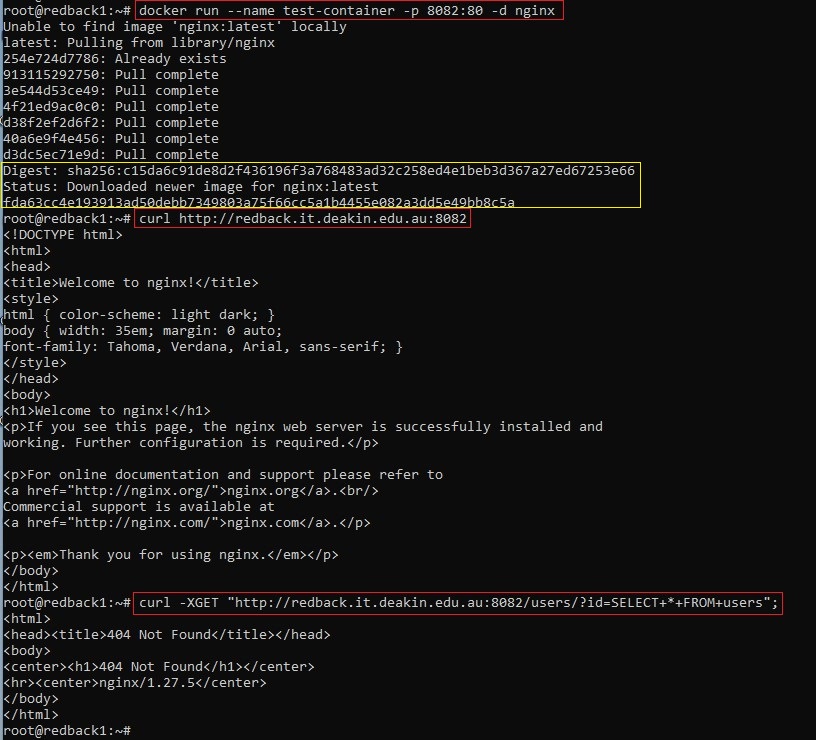 root@redback1:~# docker run --name test-container -p 8082:80 -d nginx
Unable to find image 'nginx:latest' locally
latest: Pulling from library/nginx
254e724d7786: Already exists
913115292750: Pull complete
3e544d53ce49: Pull complete
4f21ed9ac0c0: Pull complete
d38f2ef2d6f2: Pull complete
40a6e9f4e456: Pull complete
d3dc5ec71e9d: Pull complete
Digest: sha256:c15da6c91de8d2f436196f3a768483ad32c258ed4e1beb3d367a27ed67253e66
Status: Downloaded newer image for nginx:latest
fda63cc4e193913ad50debb7349803a75f66cc5a1b4455e082a3dd5e49bb8c5a
root@redback1:~# curl http://redback.it.deakin.edu.au:8082
<!DOCTYPE html>
<html>
<head>
<title>Welcome to nginx!</title>
<style>
html { color-scheme: light dark; }
body { width: 35em; margin: 0 auto;
font-family: Tahoma, Verdana, Arial, sans-serif; }
</style>
</head>
<body>
<h1>Welcome to nginx!</h1>
<p>If you see this page, the nginx web server is successfully installed and
working. Further configuration is required.</p>
<p>For online documentation and support please refer to
<a href="http://nginx.org/">nginx.org</a>.<br/>
Commercial support is available at
<a href="http://nginx.com/">nginx.com</a>.</p>
<p><em>Thank you for using nginx.</em></p>
</body>
</html>
root@redback1:~# curl -XGET "http://redback.it.deakin.edu.au:8082/users/?id=SELECT+*+FROM+users";
<html>
<head><title>404 Not Found</title></head>
<body>
<center><h1>404 Not Found</h1></center>
<hr><center>nginx/1.27.5</center>
</body>
</html>
root@redback1:~#